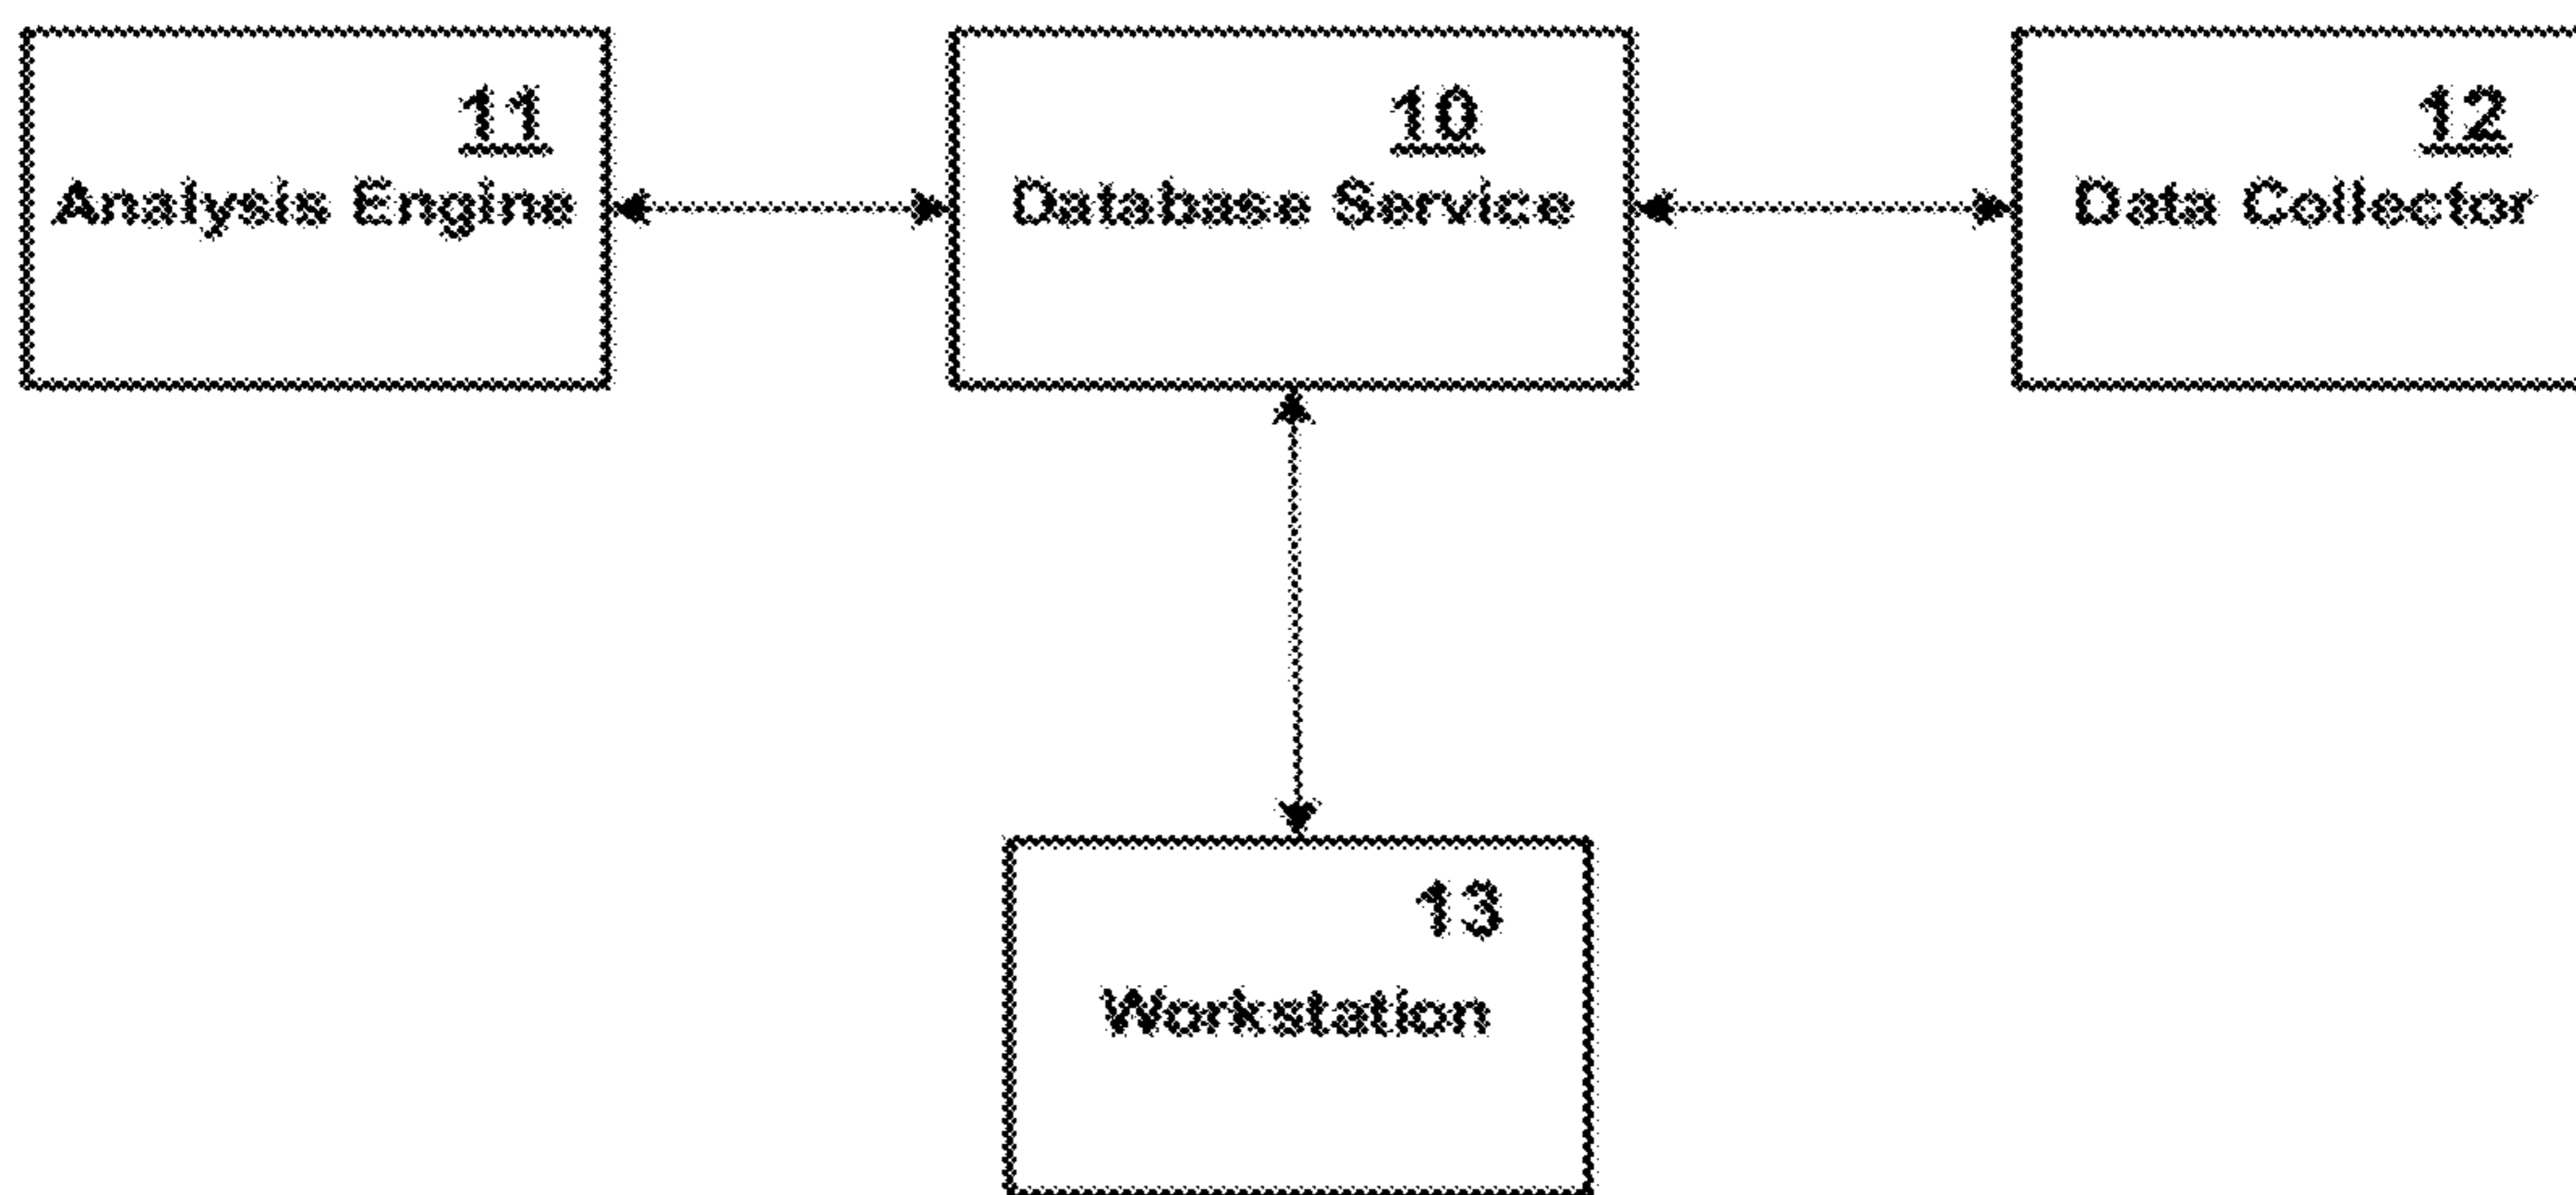 11
Analysis Engine
10
Database Service
12
Data Collector
13
Workstation